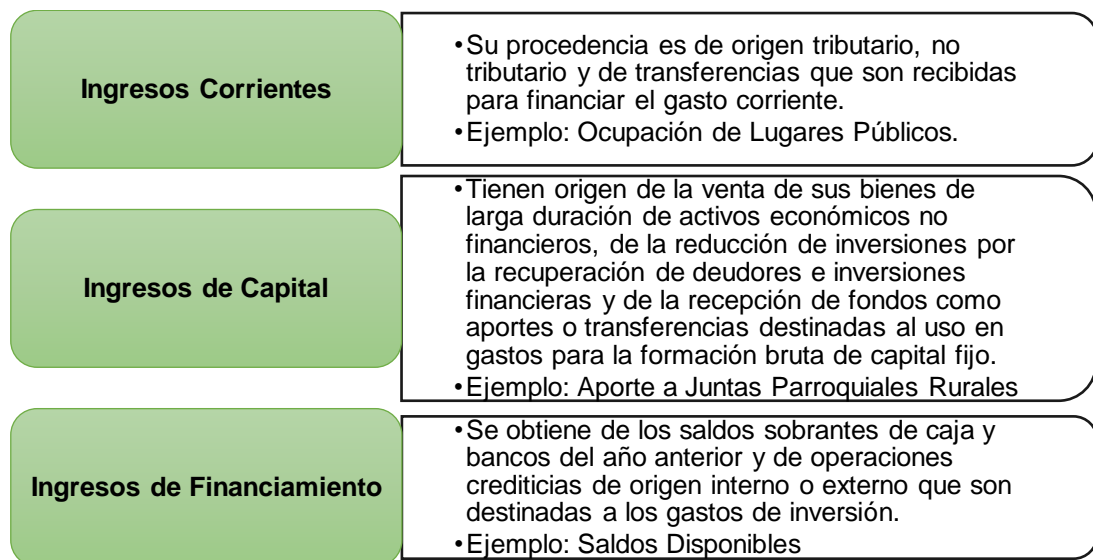 Ingresos Corrientes
•Su procedencia es de origen tributario, no
tributario y de transferencias que son recibidas
para financiar el gasto corriente.
•Ejemplo: Ocupación de Lugares Públicos.
Ingresos de Capital
•Tienen origen de la venta de sus bienes de
larga duración de activos económicos no
financieros, de la reducción de inversiones por
la recuperación de deudores e inversiones
financieras y de la recepción de fondos como
aportes o transferencias destinadas al uso en
gastos para la formación bruta de capital fijo.
•Ejemplo: Aporte a Juntas Parroquiales Rurales
Ingresos de Financiamiento
•Se obtiene de los saldos sobrantes de caja y
bancos del año anterior y de operaciones
crediticias de origen interno o externo que son
destinadas a los gastos de inversión.
•Ejemplo: Saldos Disponibles